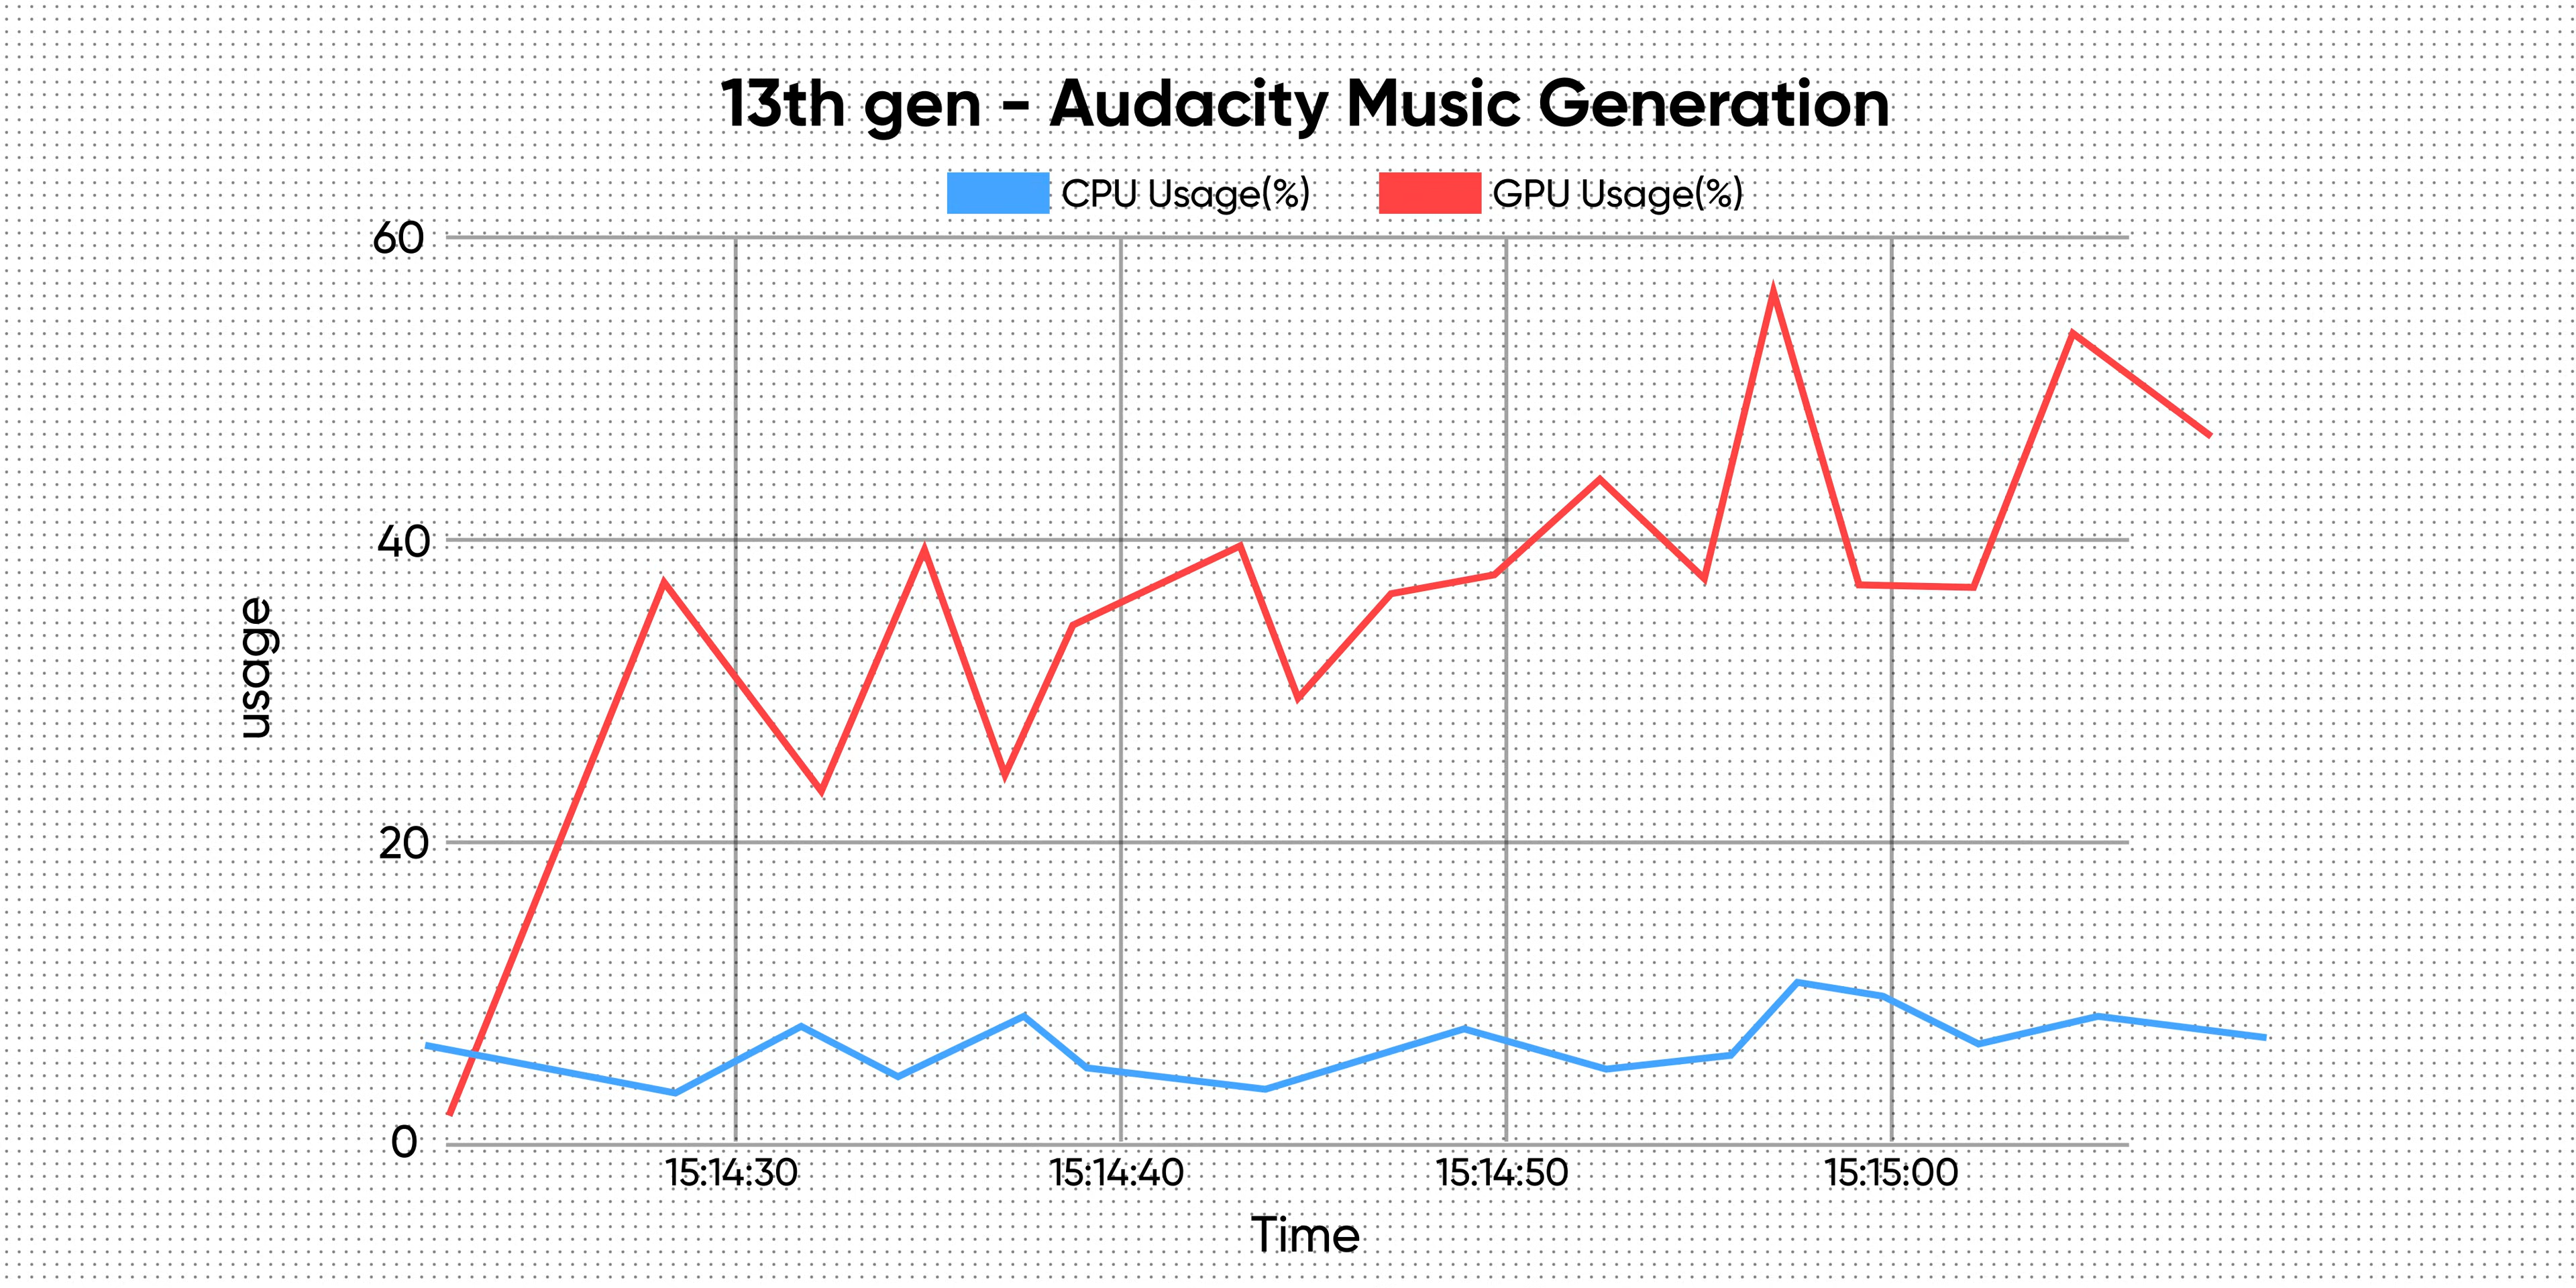 13th gen - Audacity Music Generation
CPU Usage(%) GPU Usage(%)
60
40
20
0
usage
15:14:30 15:14:40 15:14:50 15:15:00
Time